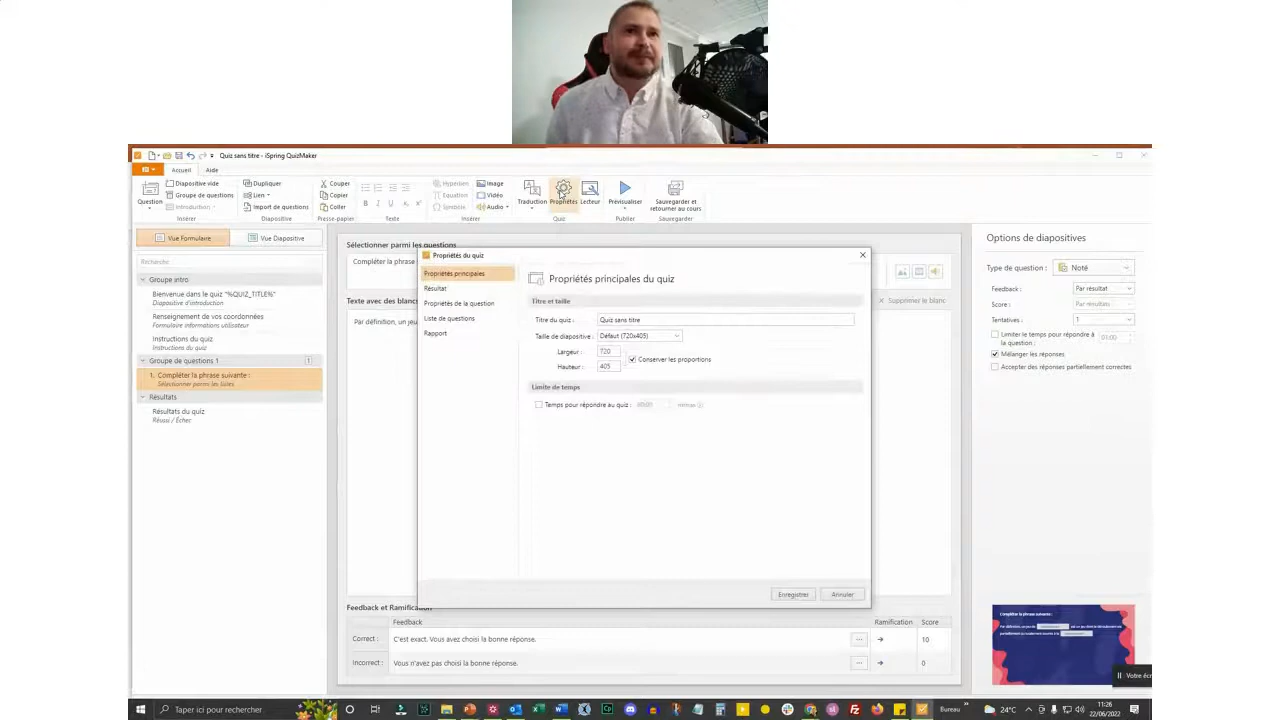 Quiz sans titre - iSpring QuizMaker
Accueil
Aide
Question
Diapositive vide
Groupe de questions
Introduction
Insérer
Dupliquer
Lien
Import de questions
Diapositive
Couper
Copier
Coller
Presse-papier
Texte
Hyperlien
Equation
Symbole
Image
Vidéo
Audio
Insérer
Traduction
Propriétés
Lecteur
Quiz
Prévisualiser
Publier
Sauvegarder et
retourner au cours
Sauvegarder
Vue Formulaire
Vue Diapositive
Recherche
Groupe intro
Bienvenue dans le quiz "%QUIZ_TITLE%"
Diapositive d'introduction
Renseignement de vos coordonnées
Formulaire informations utilisateur
Instructions du quiz
Instructions du quiz
Groupe de questions 1
1
1. Compléter la phrase suivante :
Sélectionner parmi les listes
Résultats
Résultats du quiz
Réussi / Échec
Sélectionner parmi les questions
Compléter la phrase
Texte avec des blancs
Supprimer le blanc
Par définition, un jeu
Propriétés du quiz
Propriétés principales
Résultat
Propriétés de la question
Liste de questions
Rapport
Propriétés principales du quiz
Titre et taille
Titre du quiz :
Quiz sans titre
Taille de diapositive :
Défaut (720x405)
Largeur :
720
Hauteur :
405
Conserver les proportions
Limite de temps
Temps pour répondre au quiz :
Enregistrer
Annuler
Feedback et Ramification
Feedback
Ramification
Score
Correct :
C'est exact. Vous avez choisi la bonne réponse.
10
Incorrect :
Vous n'avez pas choisi la bonne réponse.
0
Options de diapositives
Type de question :
Noté
Feedback :
Par résultat
Score :
Par résultats
Tentatives :
1
Limiter le temps pour répondre à
la question :
01:00
Mélanger les réponses
Accepter des réponses partiellement correctes
Compléter la phrase suivante :
Votre écr
Taper ici pour rechercher
Bureau
24°C
11:26
22/06/2022